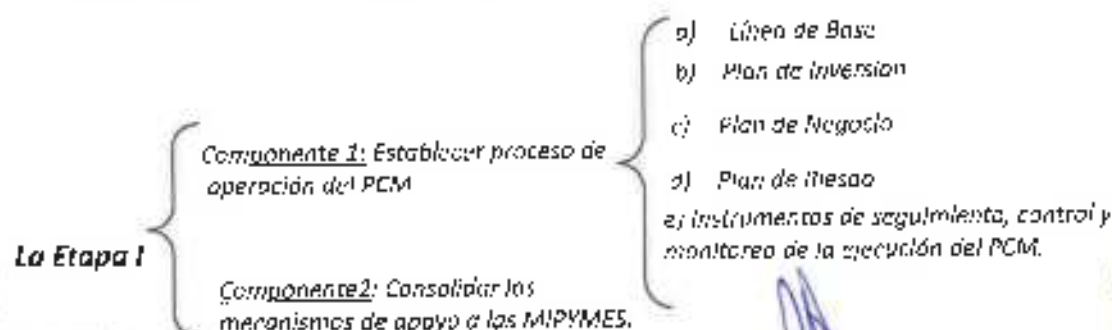 La Etapa I
Componente 1: Establecer proceso de
operación del PCM
a) Línea de Base
b) Plan de Inversion
c) Plan de Negocio
d) Plan de Riesgo
e) Instrumentos de seguimiento, control y
monitoreo de la ejecución del PCM.
Componente2: Consolidar los
mecanismos de apoyo a las MIPYMES.